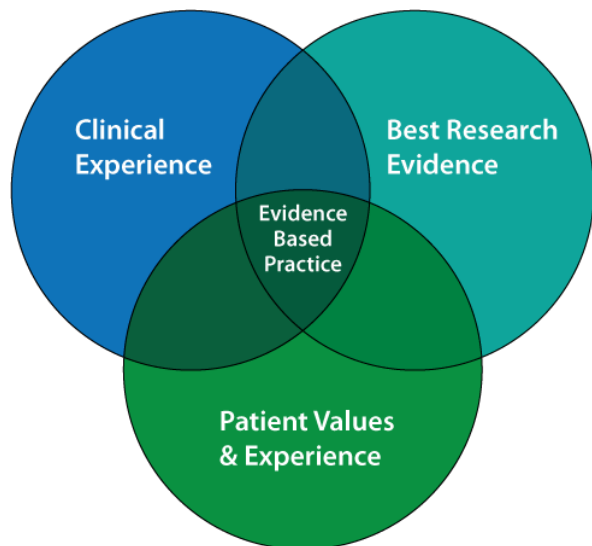 Clinical
Experience
Best Research
Evidence
Evidence
Based
Practice
Patient Values
& Experience